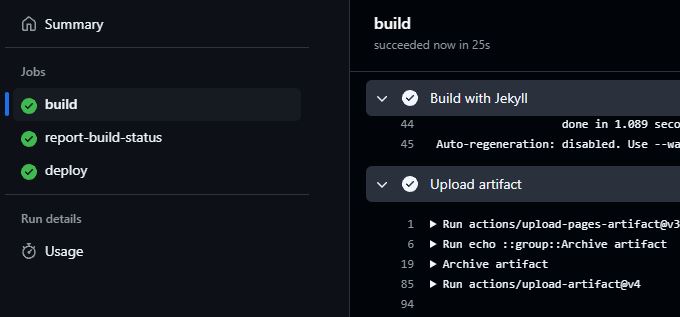 Summary
Jobs
build
report-build-status
deploy
Run details
Usage
build
succeeded now in 25s
Build with Jekyll
44 done in 1.089 seco
45 Auto-regeneration: disabled. Use --wa
Upload artifact
1 Run actions/upload-pages-artifact@v3
6 Run echo ::group::Archive artifact
19 Archive artifact
85 Run actions/upload-artifact@v4
94